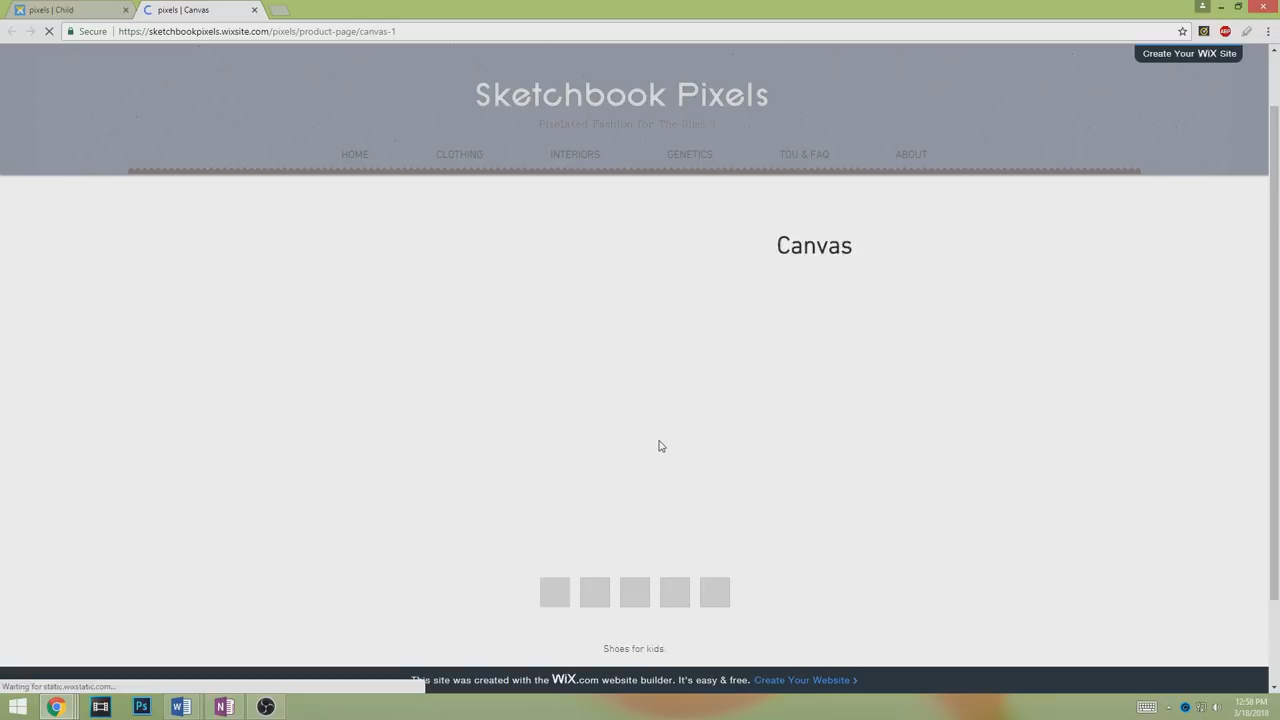 pixels | Child
pixels | Canvas
Secure
https://sketchbookpixels.wixsite.com/pixels/product-page/canvas-1
ABP
Create Your WiX Site
Sketchbook Pixels
Pixelated Fashion for The Sims 3
HOME CLOTHING INTERIORS GENETICS TOU & FAQ ABOUT
Canvas
Shoes for kids.
This site was created with the WiX.com website builder. It's easy & free. Create Your Website >
Waiting for static.wixstatic.com...
Ps
12:58 PM
3/18/2018